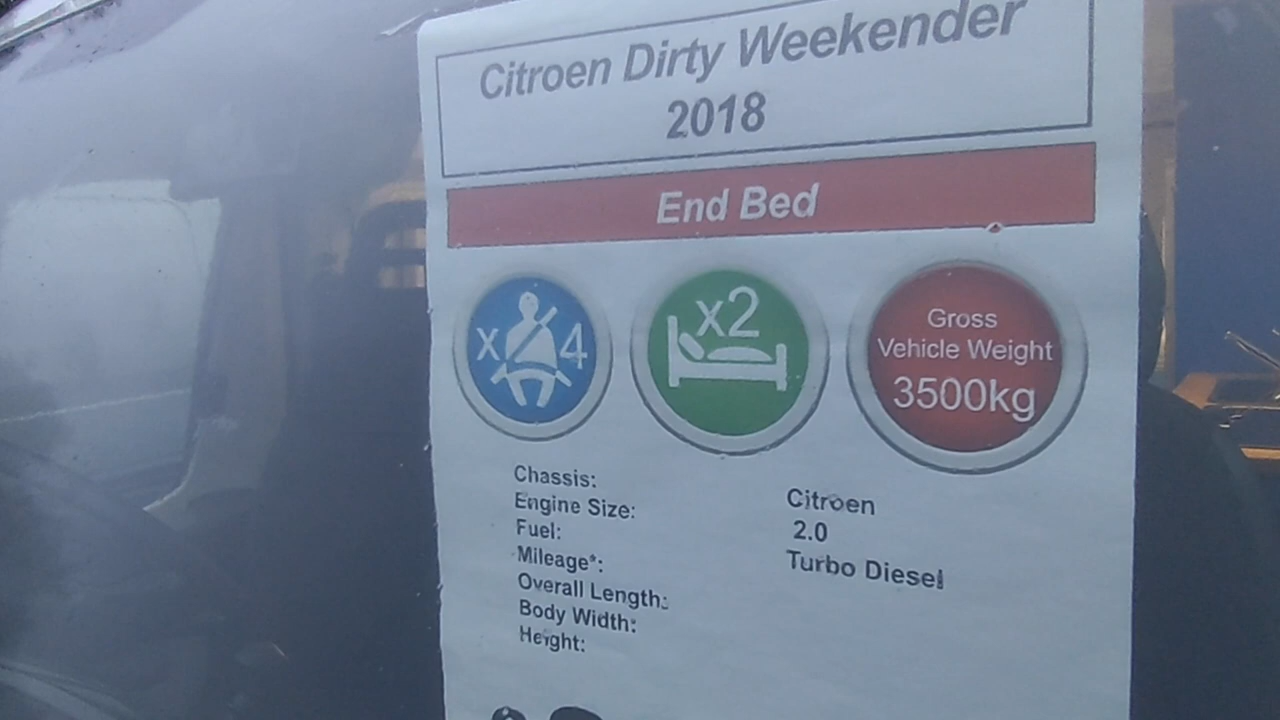 Citroen Dirty Weekender
2018
End Bed
x 4
x2
Gross
Vehicle Weight
3500kg
Chassis: Citroen
Engine Size: 2.0
Fuel: Turbo Diesel
Mileage*:
Overall Length:
Body Width:
Height: